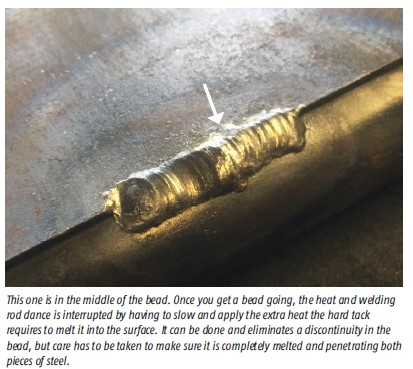 This one is in the middle of the bead. Once you get a bead going, the heat and welding
rod dance is interrupted by having to slow and apply the extra heat the hard tack
requires to melt it into the surface. It can be done and eliminates a discontinuity in the
bead, but care has to be taken to make sure it is completely melted and penetrating both
pieces of steel.